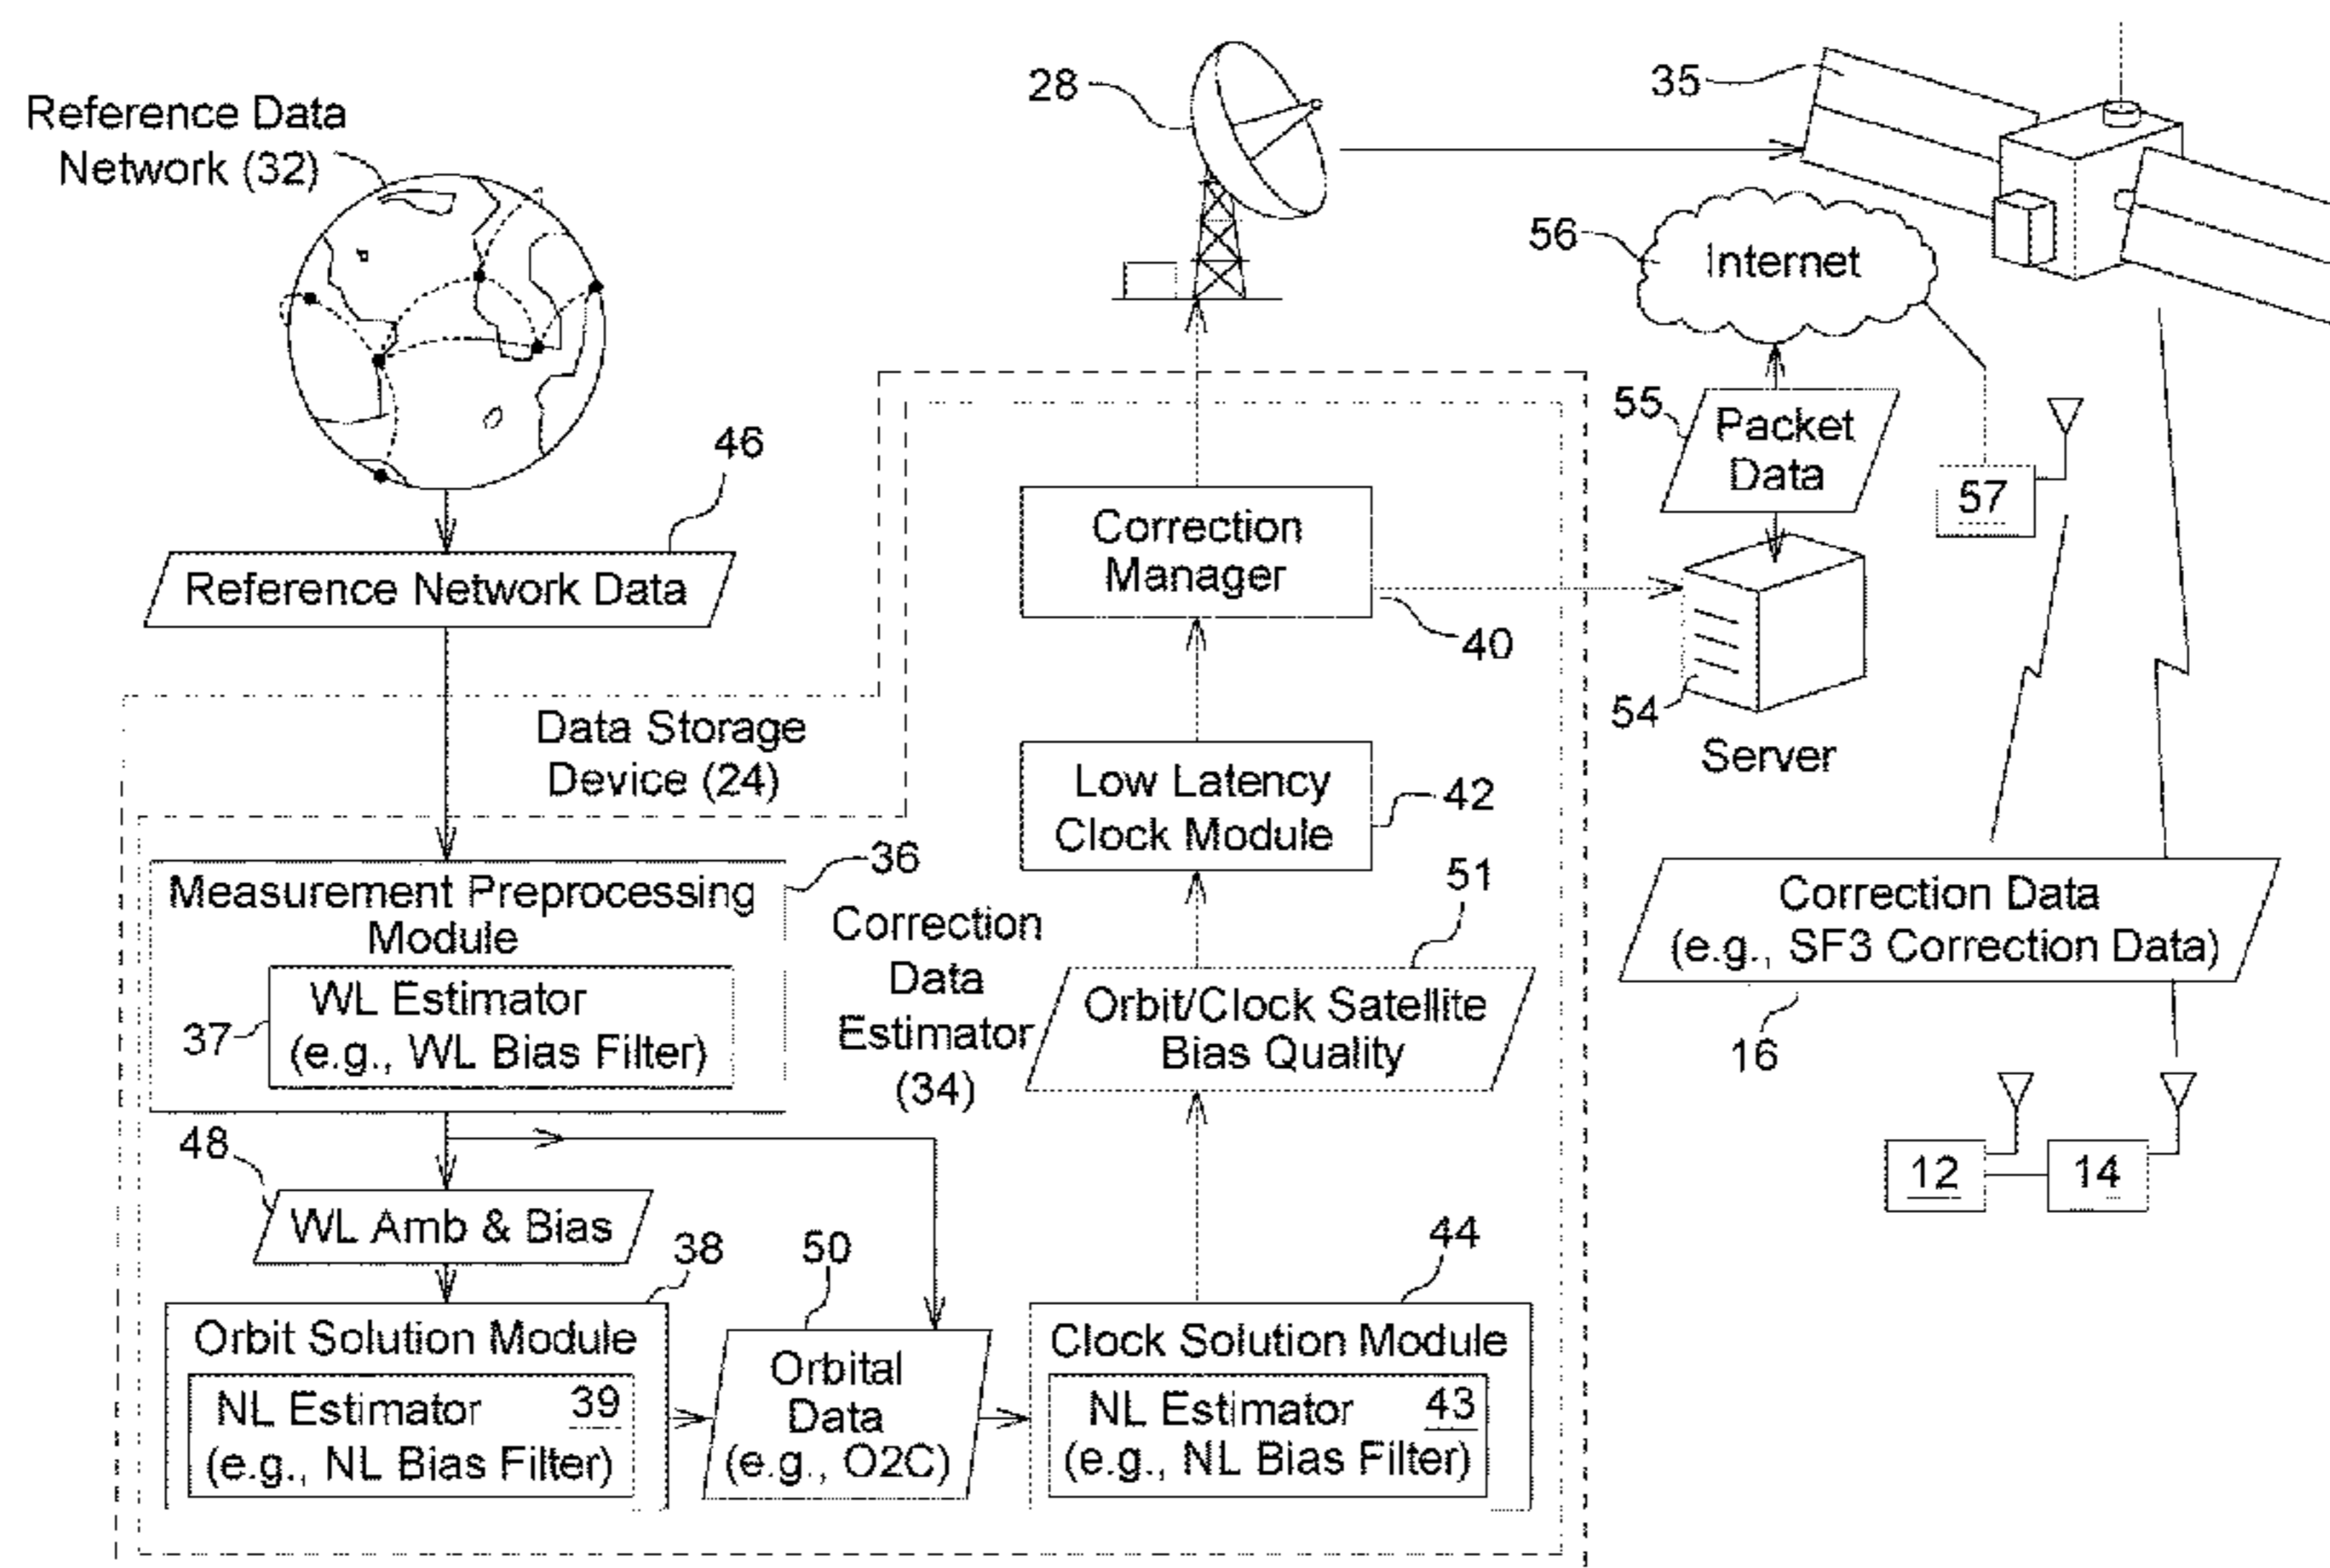 Reference Data
Network (32)
28
35
56
Internet
55
Packet
Data
57
46
Reference Network Data
Correction
Manager
40
54
Server
Data Storage
Device (24)
Low Latency
Clock Module
42
36
Measurement Preprocessing
Module
WL Estimator
(e.g., WL Bias Filter)
37
Correction
Data
Estimator
(34)
51
Orbit/Clock Satellite
Bias Quality
Correction Data
(e.g., SF3 Correction Data)
16
12
14
48
WL Amb & Bias
38
Orbit Solution Module
NL Estimator 39
(e.g., NL Bias Filter)
50
Orbital
Data
(e.g., O2C)
44
Clock Solution Module
NL Estimator 43
(e.g., NL Bias Filter)